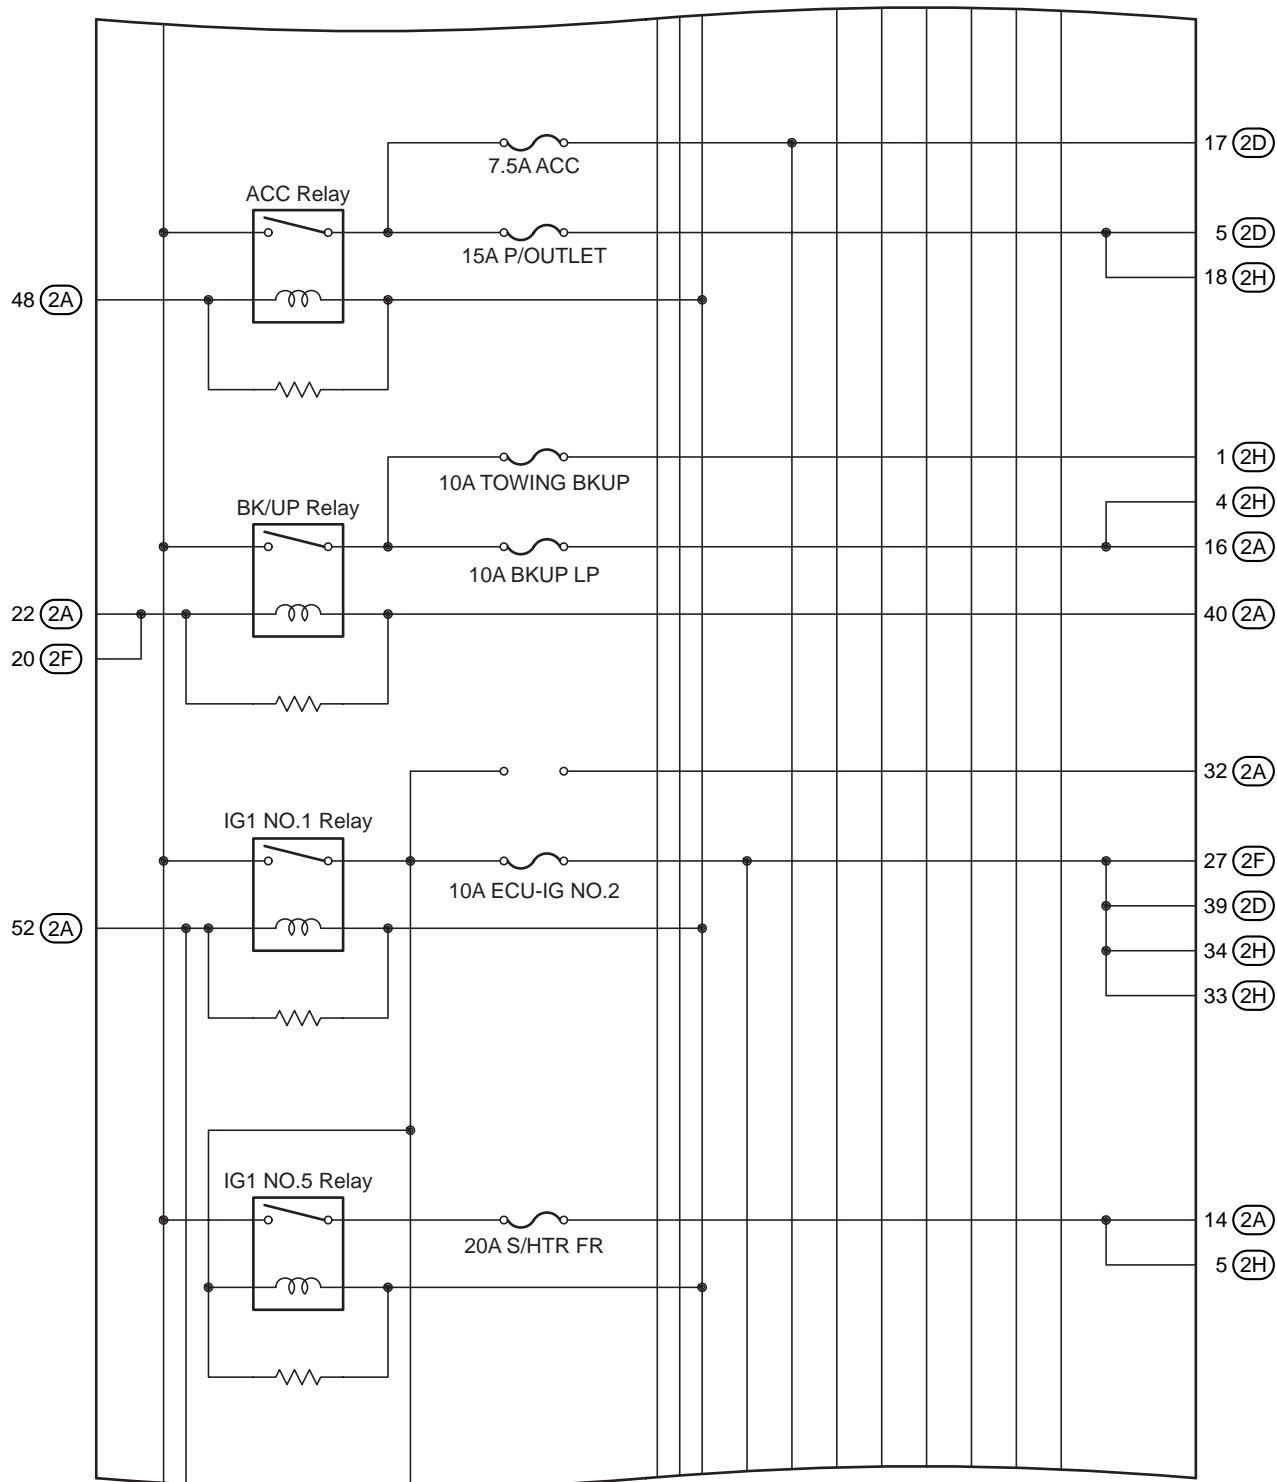 7.5A ACC
17 2D
ACC Relay
15A P/OUTLET
5 2D
18 2H
48 2A
10A TOWING BKUP
1 2H
BK/UP Relay
4 2H
10A BKUP LP
16 2A
22 2A
40 2A
20 2F
32 2A
IG1 NO.1 Relay
10A ECU-IG NO.2
27 2F
39 2D
52 2A
34 2H
33 2H
IG1 NO.5 Relay
20A S/HTR FR
14 2A
5 2H